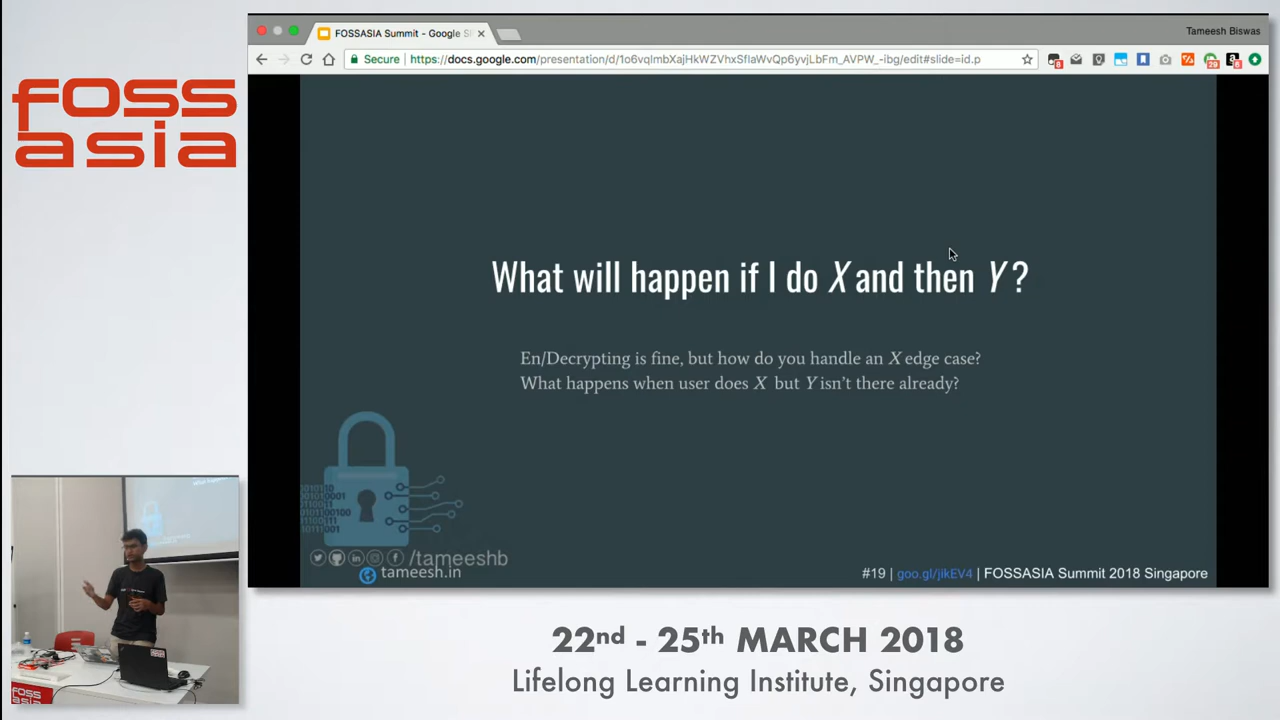 foss
asia
FOSSASIA Summit - Google Sl
Tameesh Biswas
Secure
https://docs.google.com/presentation/d/1o6vqImbXajHkWZVhxSflaWvQp6yvjLbFm_AVPW_-ibg/edit#slide=id.p
What will happen if I do X and then Y?
En/Decrypting is fine, but how do you handle an X edge case?
What happens when user does X but Y isn't there already?
/tameeshb
tameesh.in
#19 | goo.gl/jikEV4 | FOSSASIA Summit 2018 Singapore
foss
asia
22nd - 25th MARCH 2018
Lifelong Learning Institute, Singapore